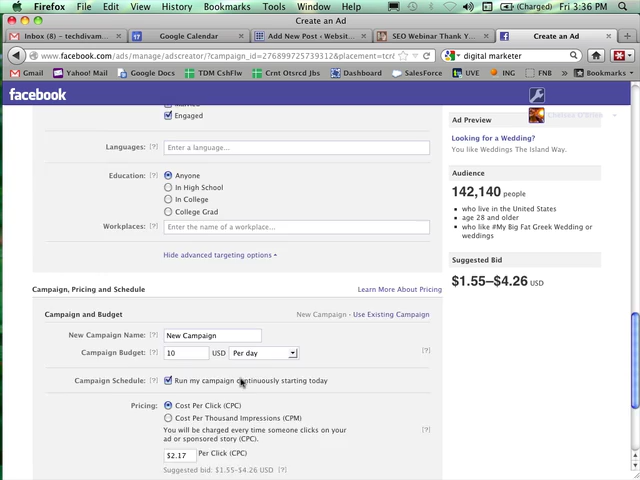 Firefox File Edit View History Bookmarks Tools Window Help (Charged) Fri 3:36 PM
Create an Ad
Inbox (8) – techdivam... Google Calendar Add New Post ‹ Websit... SEO Webinar Thank Y... Create an Ad
www.facebook.com/ads/manage/adscreator/?campaign_id=276899725739312&placement=tcr& digital marketer
Gmail Yahoo! Mail Google Docs TDM CshFlw Crnt Otsrcd Jbs Dashboard SalesForce UVE ING FNB Bookmarks
facebook
Engaged
Languages: [?] Enter a language...
Education: [?] Anyone
In High School
In College
College Grad
Workplaces: [?] Enter the name of a workplace...
Hide advanced targeting options
Ad Preview
Looking for a Wedding?
You like Weddings The Island Way.
Audience
142,140 people
who live in the United States
age 28 and older
who like #My Big Fat Greek Wedding or
weddings
Suggested Bid
$1.55–$4.26 USD
Campaign, Pricing and Schedule Learn More About Pricing
Campaign and Budget New Campaign · Use Existing Campaign
New Campaign Name: [?] New Campaign
Campaign Budget: [?] 10 USD Per day [?]
Campaign Schedule: [?] Run my campaign continuously starting today
Pricing: [?] Cost Per Click (CPC)
Cost Per Thousand Impressions (CPM)
You will be charged every time someone clicks on your [?]
ad or sponsored story (CPC).
$2.17 Per Click (CPC)
Suggested bid: $1.55–$4.26 USD [?]